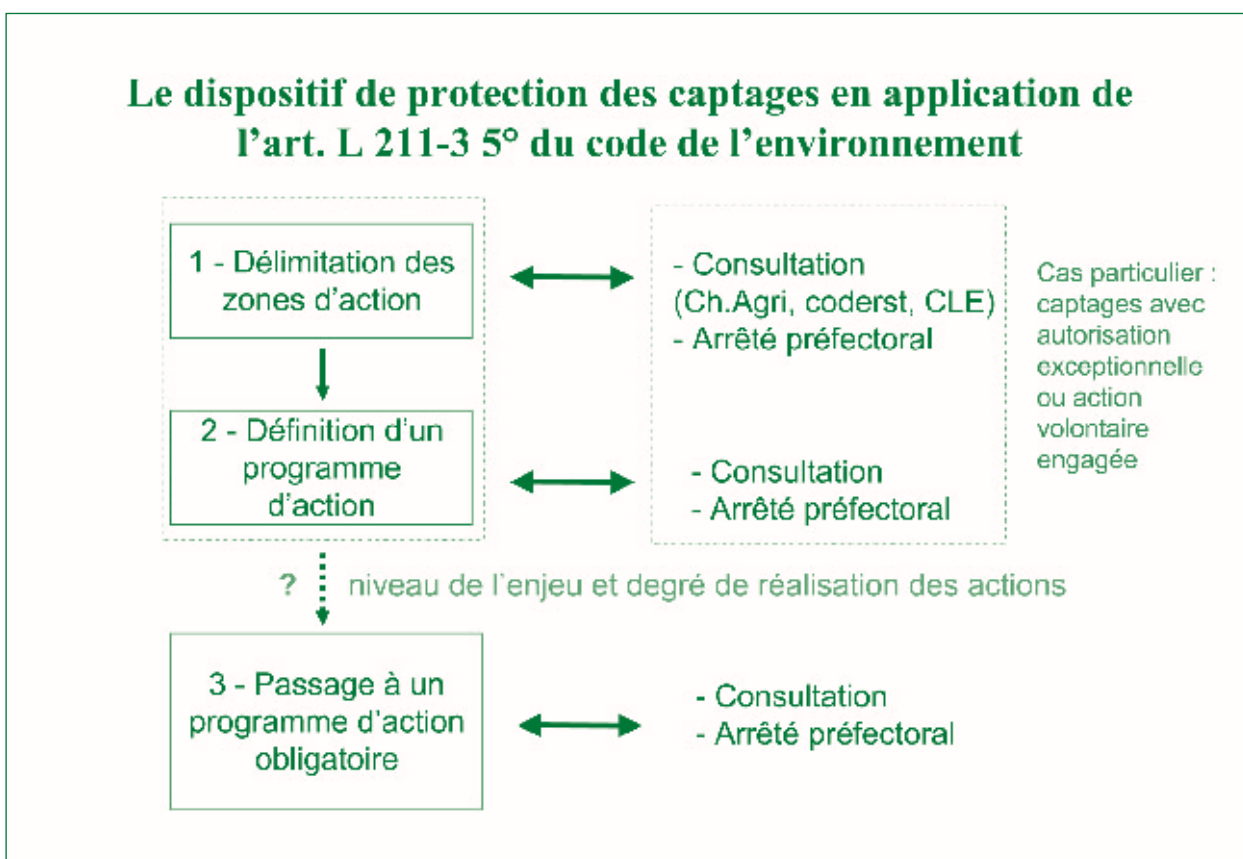 Le dispositif de protection des captages en application de
l'art. L 211-3 5° du code de l'environnement
1 - Délimitation des
zones d'action
- Consultation
(Ch.Agri, coderst, CLE)
- Arrêté préfectoral
Cas particulier :
captages avec
autorisation
exceptionnelle
ou action
volontaire
engagée
2 - Définition d'un
programme
d'action
- Consultation
- Arrêté préfectoral
? niveau de l'enjeu et degré de réalisation des actions
3 - Passage à un
programme d'action
obligatoire
- Consultation
- Arrêté préfectoral